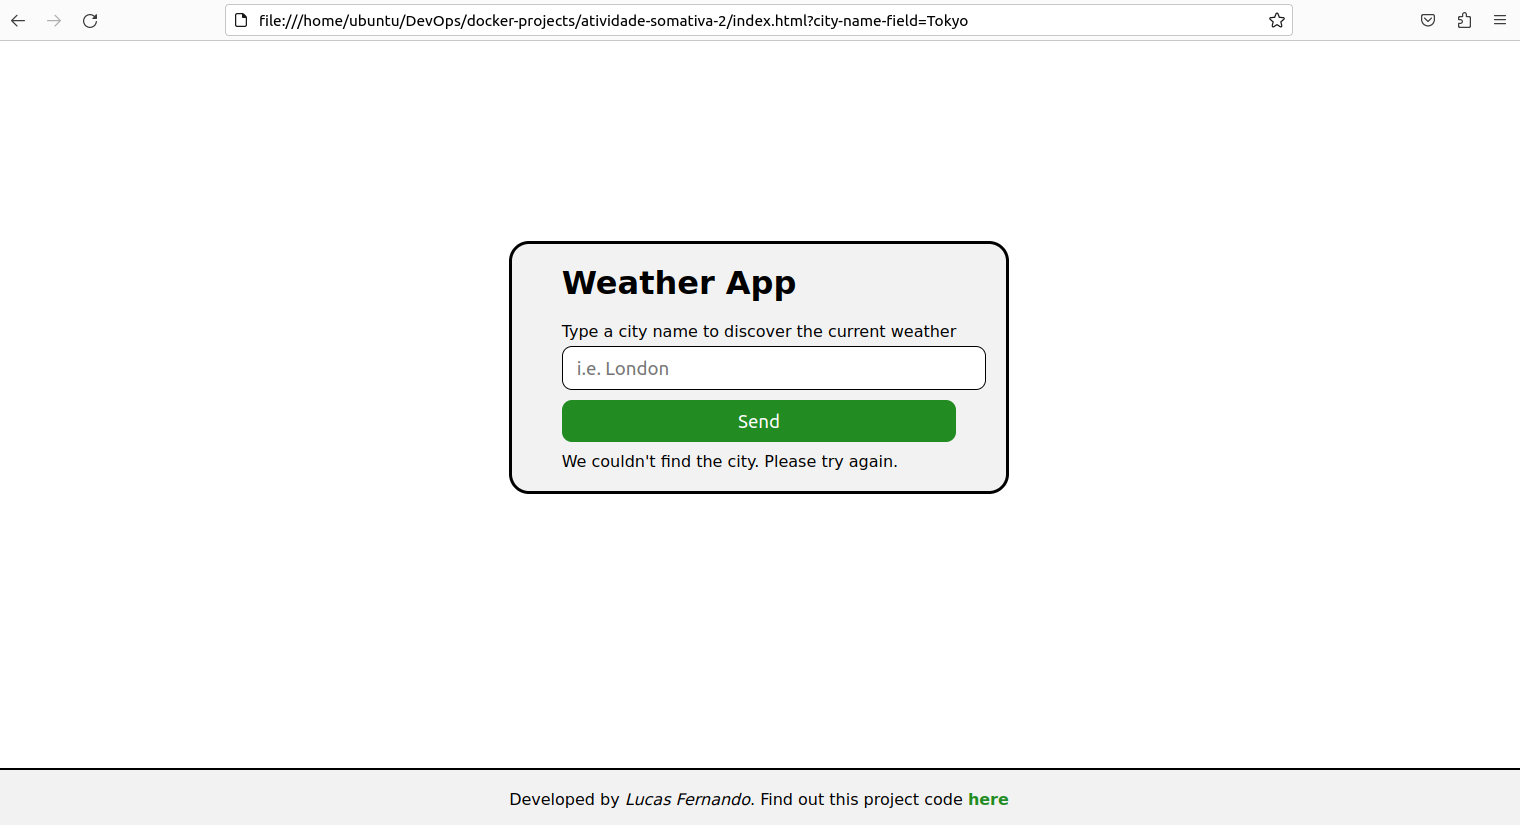 file:///home/ubuntu/DevOps/docker-projects/atividade-somativa-2/index.html?city-name-field=Tokyo
Weather App
Type a city name to discover the current weather
i.e. London
Send
We couldn't find the city. Please try again.
Developed by Lucas Fernando. Find out this project code here